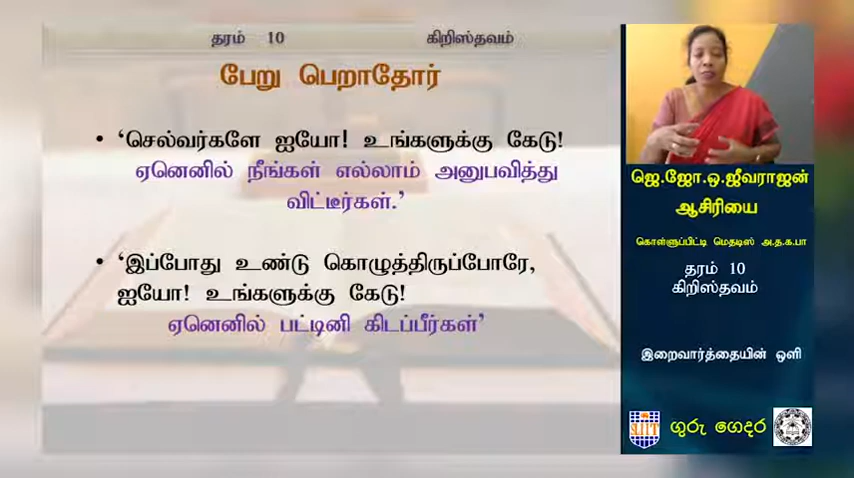 தரம் 10 கிறிஸ்தவம்
பேறு பெறாதோர்
• ‘செல்வர்களே ஐயோ! உங்களுக்கு கேடு!
ஏனெனில் நீங்கள் எல்லாம் அனுபவித்து
விட்டீர்கள்.’
• ‘இப்போது உண்டு கொழுத்திருப்போரே,
ஐயோ! உங்களுக்கு கேடு!
ஏனெனில் பட்டினி கிடப்பீர்கள்’
ஜெ.ஜோ.ஒ.ஜீவராஜன்
ஆசிரியை
கொள்ளுப்பிட்டி மெதடிஸ் அ.த.க.பா
தரம் 10
கிறிஸ்தவம்
இறைவார்த்தையின் ஒளி
SLIIT ගුරු ගෙදර